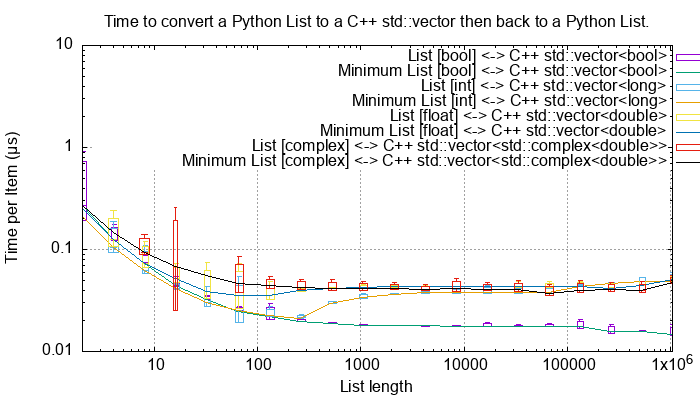 Time to convert a Python List to a C++ std::vector then back to a Python List.
10
1
0.1
0.01
Time per Item (µs)
List [bool] <-> C++ std::vector<bool>
Minimum List [bool] <-> C++ std::vector<bool>
List [int] <-> C++ std::vector<long>
Minimum List [int] <-> C++ std::vector<long>
List [float] <-> C++ std::vector<double>
Minimum List [float] <-> C++ std::vector<double>
List [complex] <-> C++ std::vector<std::complex<double>>
Minimum List [complex] <-> C++ std::vector<std::complex<double>>
10 100 1000 10000 100000 1x10⁶
List length